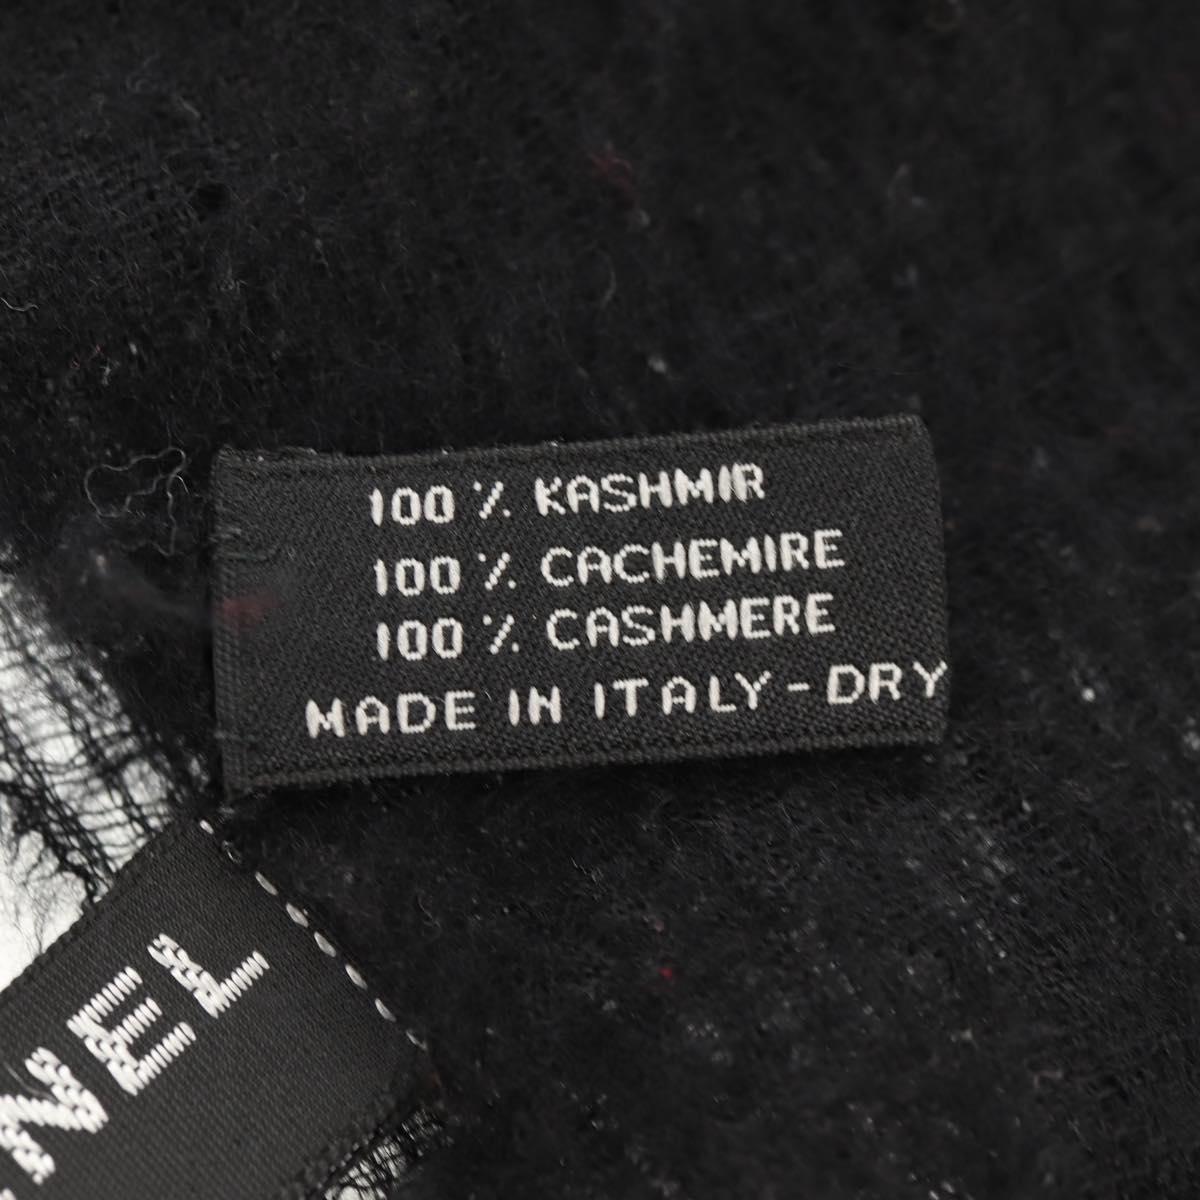 100 % KASHMIR
100 % CACHEMIRE
100 % CASHMERE
MADE IN ITALY - DRY
NEL